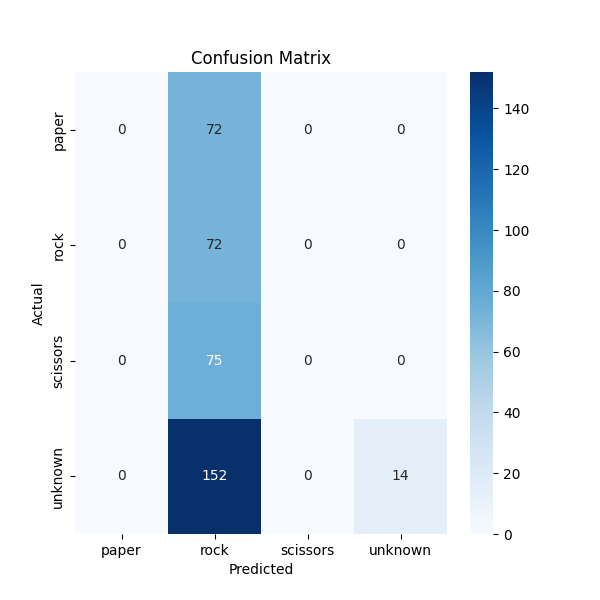 Confusion Matrix
Actual
paper
0 72 0 0
rock
0 72 0 0
scissors
0 75 0 0
unknown
0 152 0 14
paper rock scissors unknown
Predicted
140
120
100
80
60
40
20
0